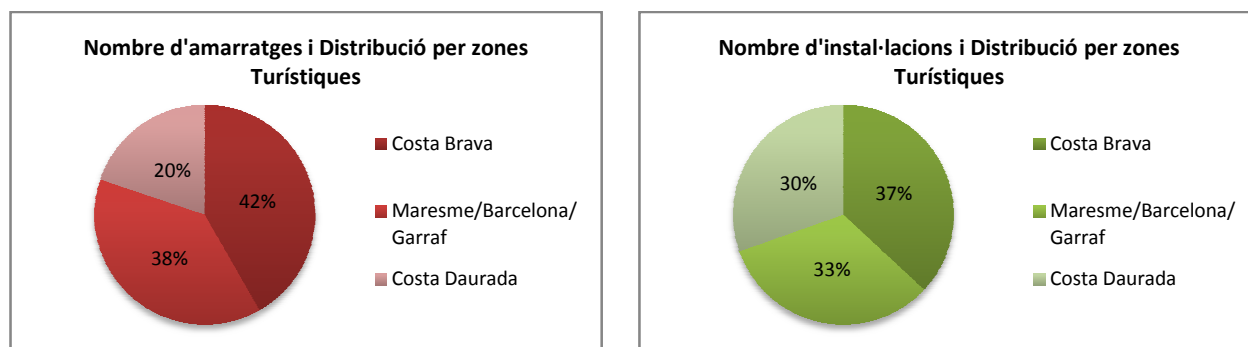 Nombre d'amarratges i Distribució per zones
Turístiques
20%
42%
38%
Costa Brava
Maresme/Barcelona/
Garraf
Costa Daurada
Nombre d'instal·lacions i Distribució per zones
Turístiques
30%
37%
33%
Costa Brava
Maresme/Barcelona/
Garraf
Costa Daurada